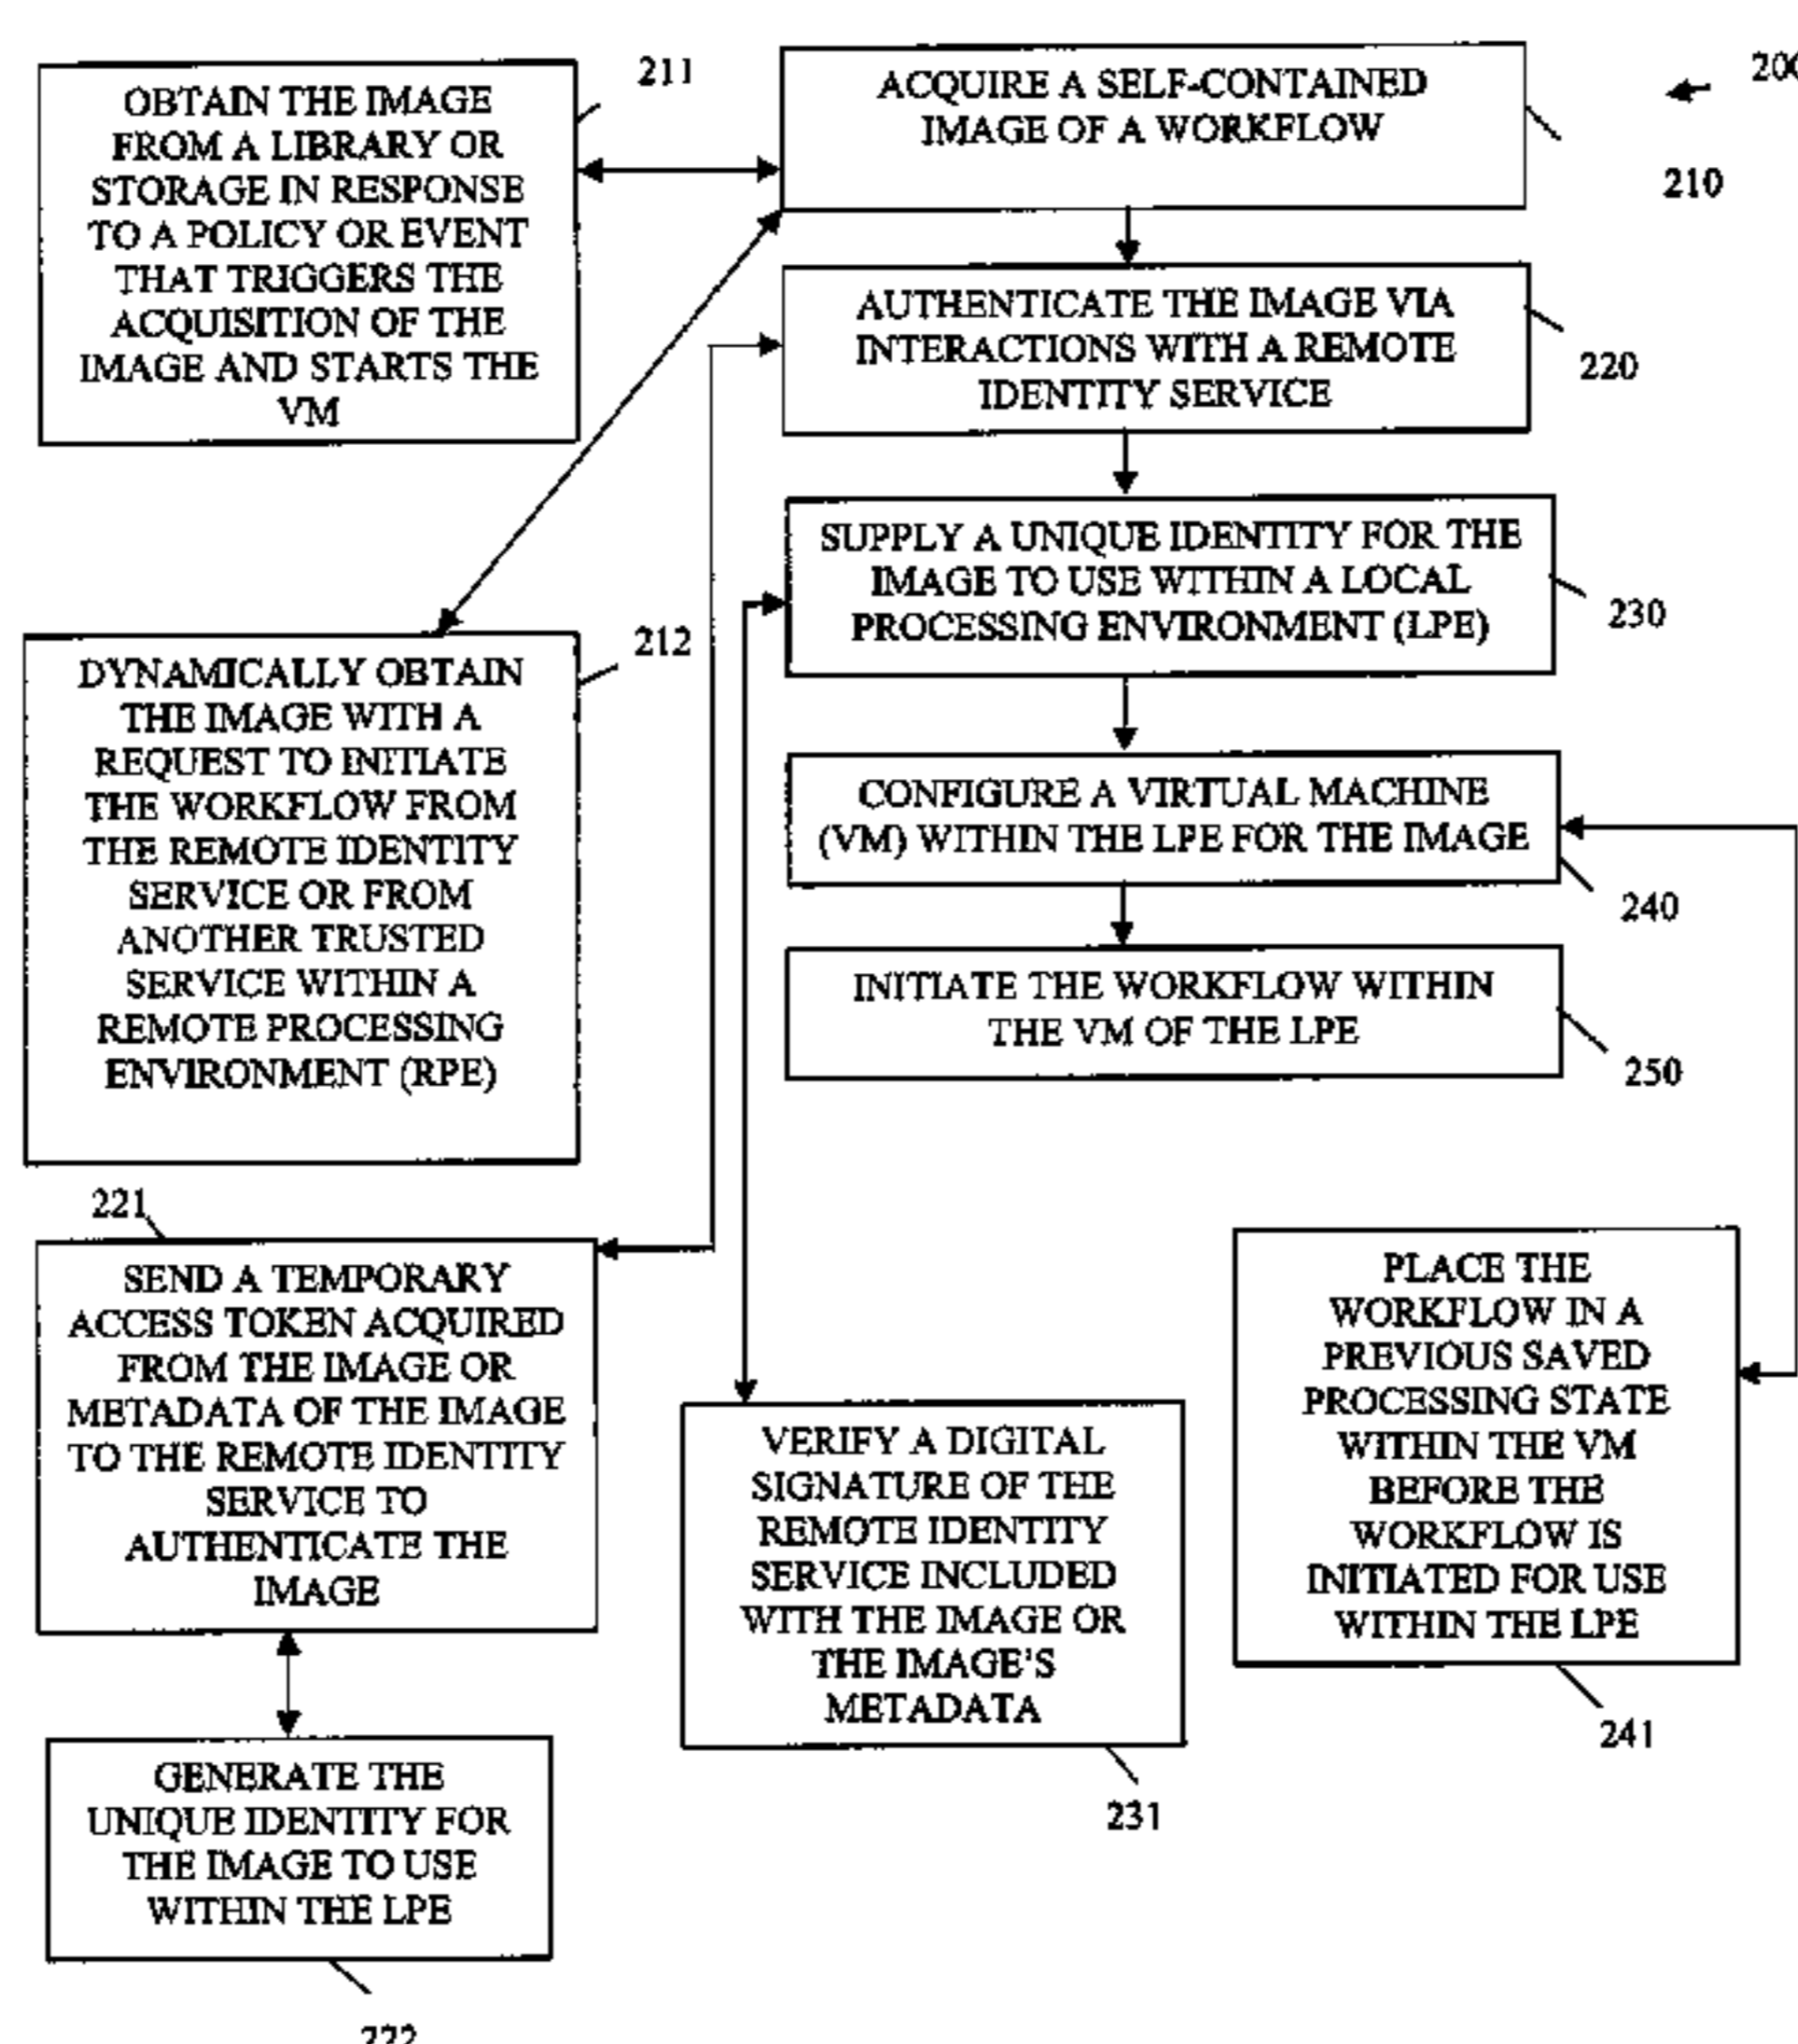 200
ACQUIRE A SELF-CONTAINED
IMAGE OF A WORKFLOW
210
211
OBTAIN THE IMAGE
FROM A LIBRARY OR
STORAGE IN RESPONSE
TO A POLICY OR EVENT
THAT TRIGGERS THE
ACQUISITION OF THE
IMAGE AND STARTS THE
VM
AUTHENTICATE THE IMAGE VIA
INTERACTIONS WITH A REMOTE
IDENTITY SERVICE
220
SUPPLY A UNIQUE IDENTITY FOR THE
IMAGE TO USE WITHIN A LOCAL
PROCESSING ENVIRONMENT (LPE)
230
212
DYNAMICALLY OBTAIN
THE IMAGE WITH A
REQUEST TO INITIATE
THE WORKFLOW FROM
THE REMOTE IDENTITY
SERVICE OR FROM
ANOTHER TRUSTED
SERVICE WITHIN A
REMOTE PROCESSING
ENVIRONMENT (RPE)
CONFIGURE A VIRTUAL MACHINE
(VM) WITHIN THE LPE FOR THE IMAGE
240
INITIATE THE WORKFLOW WITHIN
THE VM OF THE LPE
250
221
SEND A TEMPORARY
ACCESS TOKEN ACQUIRED
FROM THE IMAGE OR
METADATA OF THE IMAGE
TO THE REMOTE IDENTITY
SERVICE TO
AUTHENTICATE THE
IMAGE
VERIFY A DIGITAL
SIGNATURE OF THE
REMOTE IDENTITY
SERVICE INCLUDED
WITH THE IMAGE OR
THE IMAGE'S
METADATA
231
PLACE THE
WORKFLOW IN A
PREVIOUS SAVED
PROCESSING STATE
WITHIN THE VM
BEFORE THE
WORKFLOW IS
INITIATED FOR USE
WITHIN THE LPE
241
GENERATE THE
UNIQUE IDENTITY FOR
THE IMAGE TO USE
WITHIN THE LPE
222